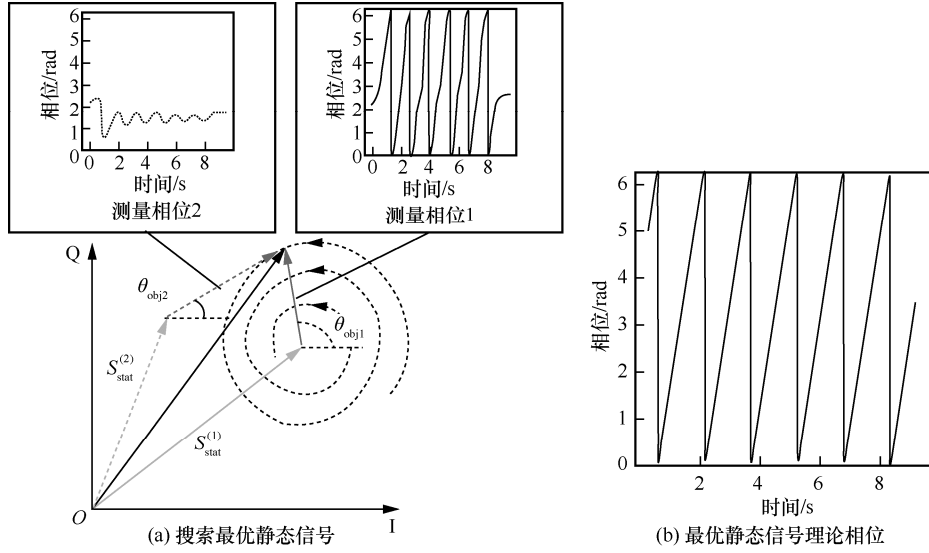 6
5
4
3
2
1
0
相位/rad
0 2 4 6 8
时间/s
测量相位2
6
5
4
3
2
1
0
相位/rad
0 2 4 6 8
时间/s
测量相位1
Q
θobj2
θobj1
S(2)stat
S(1)stat
O
I
(a) 搜索最优静态信号
6
5
4
3
2
1
0
相位/rad
2 4 6 8
时间/s
(b) 最优静态信号理论相位